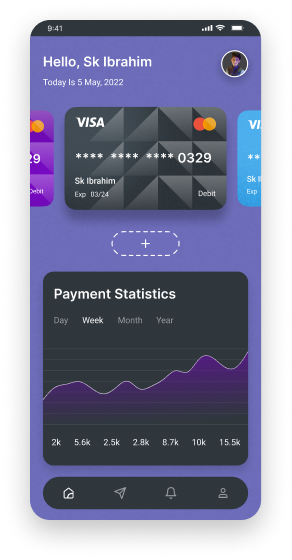 9:41
Hello, Sk Ibrahim
Today Is 5 May, 2022
VISA
VI
**** **** **** 0329
29
**
Sk Ibrahim
Sk I
Exp 03/24
Debit
Debit
Exp
+
Payment Statistics
Day Week Month Year
2k 5.6k 2.5k 2.8k 8.7k 10k 15.5k